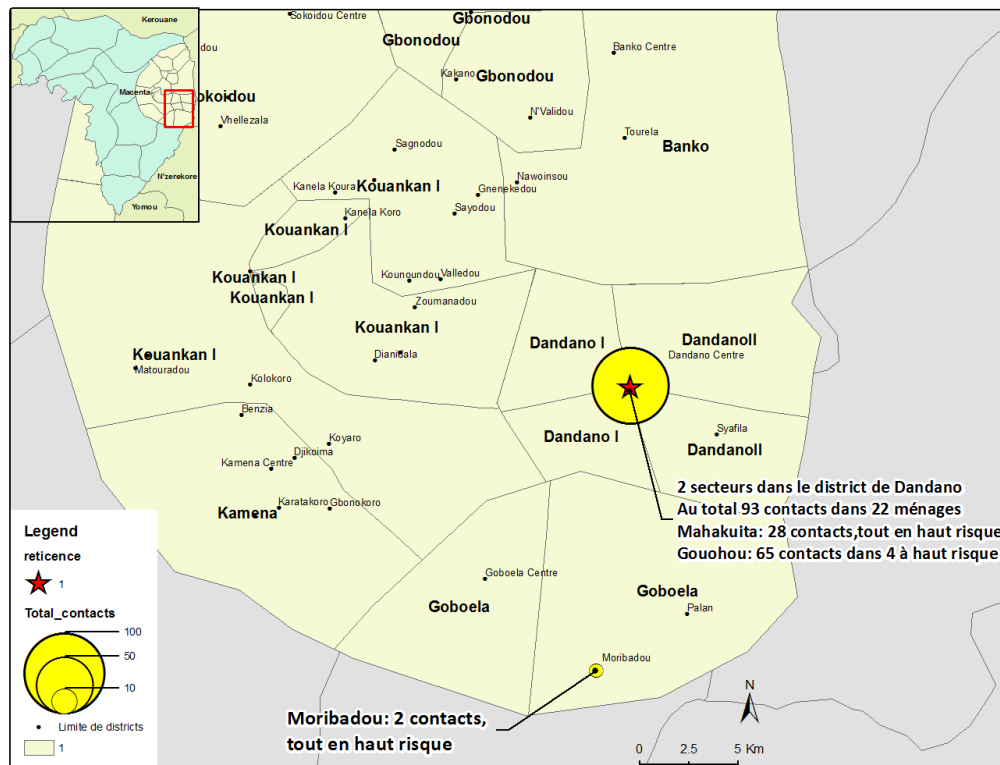 Kerouane
Macenta
N'zerekore
Yomou
Sokoidou Centre
Gbonodou
Gbonodou
Banko Centre
dou
Kakano
Gbonodou
okoidou
N'Validou
Vhellezala
Tourela
Banko
Sagnodou
Nawoinsou
Kanela Koura
Kouankan I
Gnenekedou
Kanela Koro
Sayodou
Kouankan I
Kouankan I
Kounoundou
Valledou
Kouankan I
Zoumanadou
Kouankan I
Dandano I
DandanoII
Kouankan I
Dandano Centre
Matouradou
Kolokoro
Benzia
Koyaro
Dandano I
Syafila
DandanoII
Djikoima
Kamena Centre
Karatakoro
Gbonokoro
Kamena
2 secteurs dans le district de Dandano
Au total 93 contacts dans 22 ménages
Mahakuita: 28 contacts,tout en haut risque
Gouohou: 65 contacts dans 4 à haut risque
Goboela Centre
Goboela
Goboela
Palan
Moribadou
Moribadou: 2 contacts,
tout en haut risque
Legend
reticence
1
Total_contacts
100
50
10
Limite de districts
1
N
0 2.5 5 Km